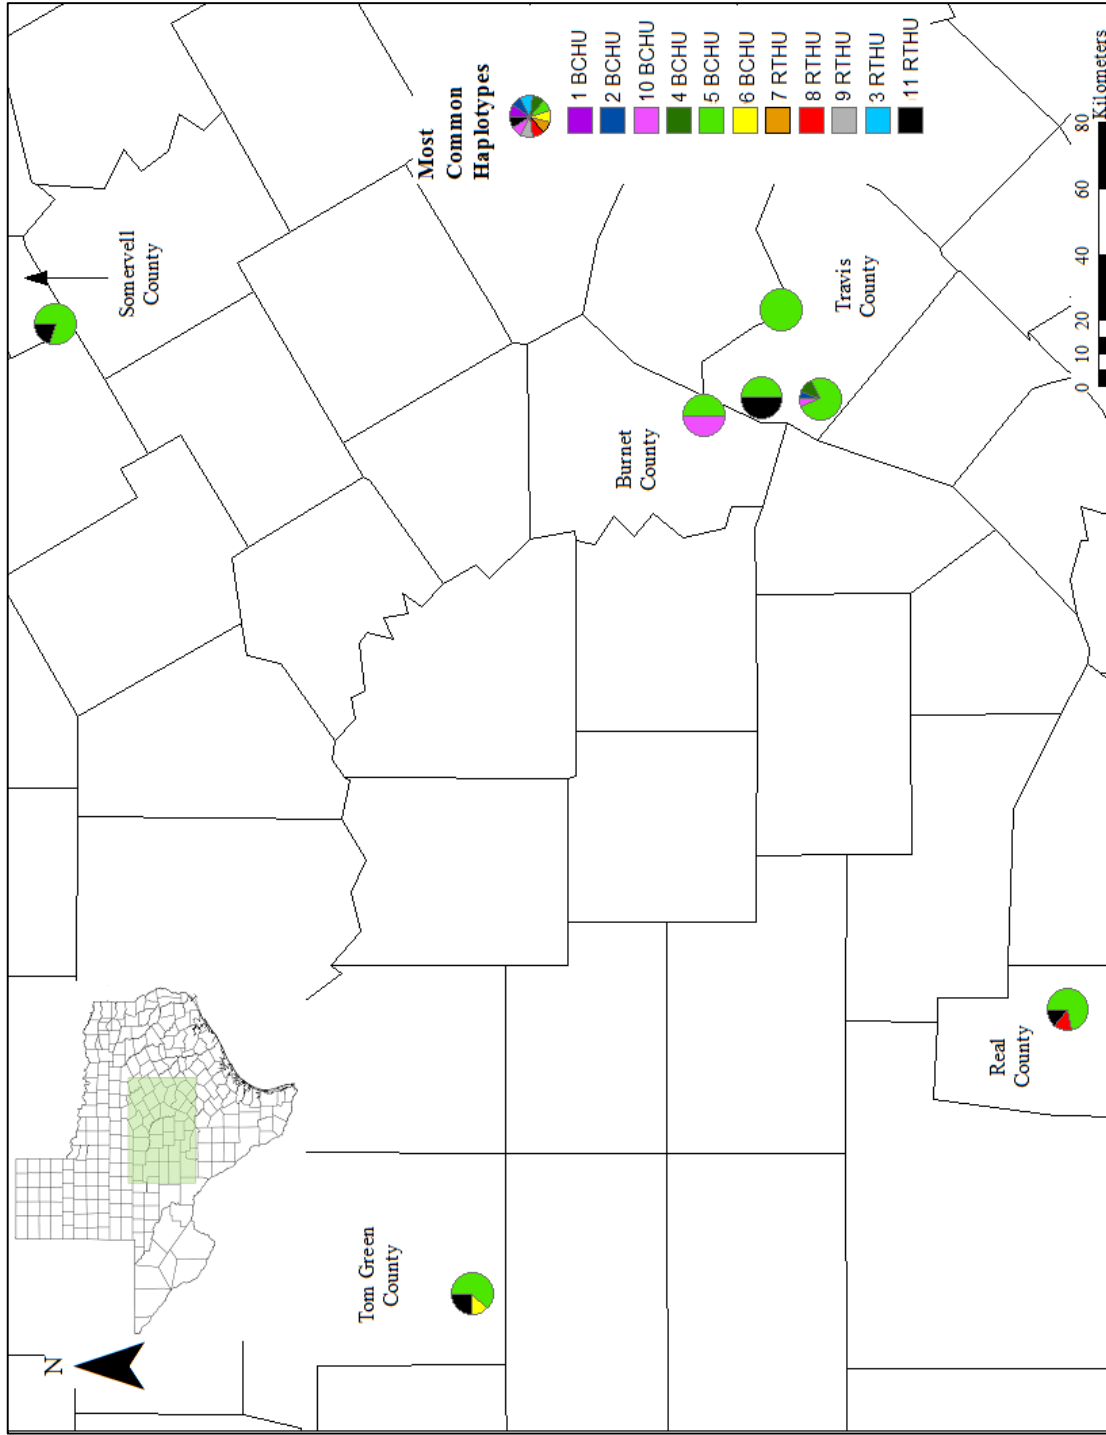 N
Tom Green
County
Real
County
Burnet
County
Travis
County
Somervell
County
Most
Common
Haplotypes
1 BCHU
2 BCHU
10 BCHU
4 BCHU
5 BCHU
6 BCHU
7 RTHU
8 RTHU
9 RTHU
3 RTHU
11 RTHU
0 10 20 40 60 80
Kilometers